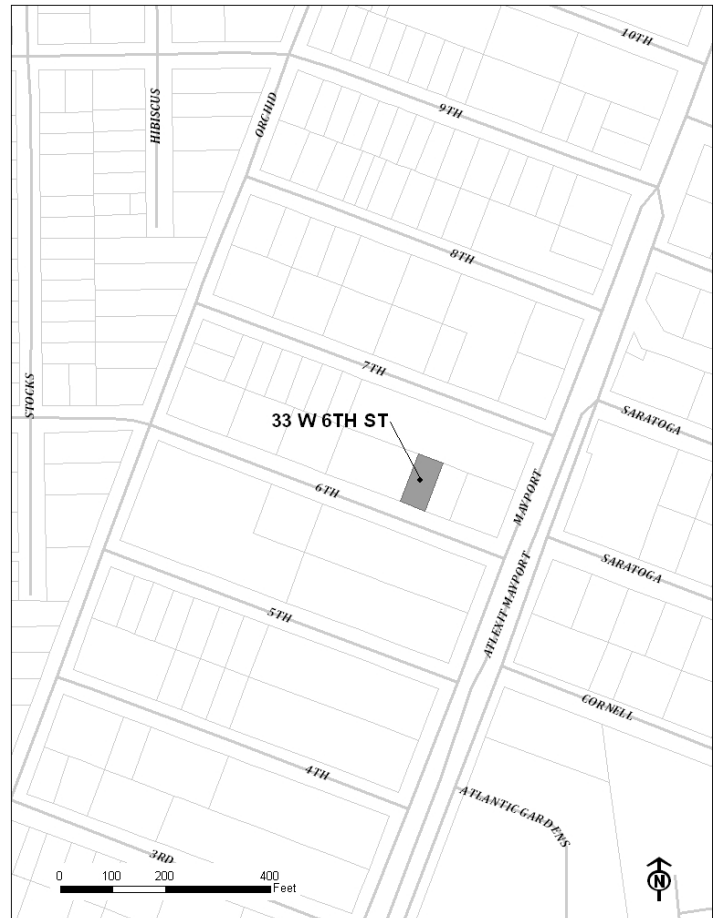 10TH
9TH
HIBISCUS
ORCHID
8TH
7TH
STOCKS
33 W 6TH ST
SARATOGA
6TH
MAYPORT
SARATOGA
ATLEXIT MAYPORT
5TH
CORNELL
4TH
ATLANTIC GARDENS
3RD
0 100 200 400
Feet
N